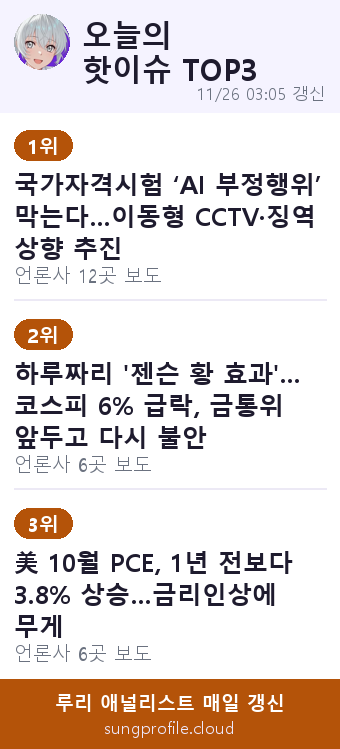 오늘의
핫이슈 TOP3
11/26 03:05 갱신
1위
국가자격시험 ‘AI 부정행위’
막는다…이동형 CCTV·징역
상향 추진
언론사 12곳 보도
2위
하루짜리 '젠슨 황 효과'…
코스피 6% 급락, 금통위
앞두고 다시 불안
언론사 6곳 보도
3위
美 10월 PCE, 1년 전보다
3.8% 상승…금리인상에
무게
언론사 6곳 보도
루리 애널리스트 매일 갱신
sungprofile.cloud